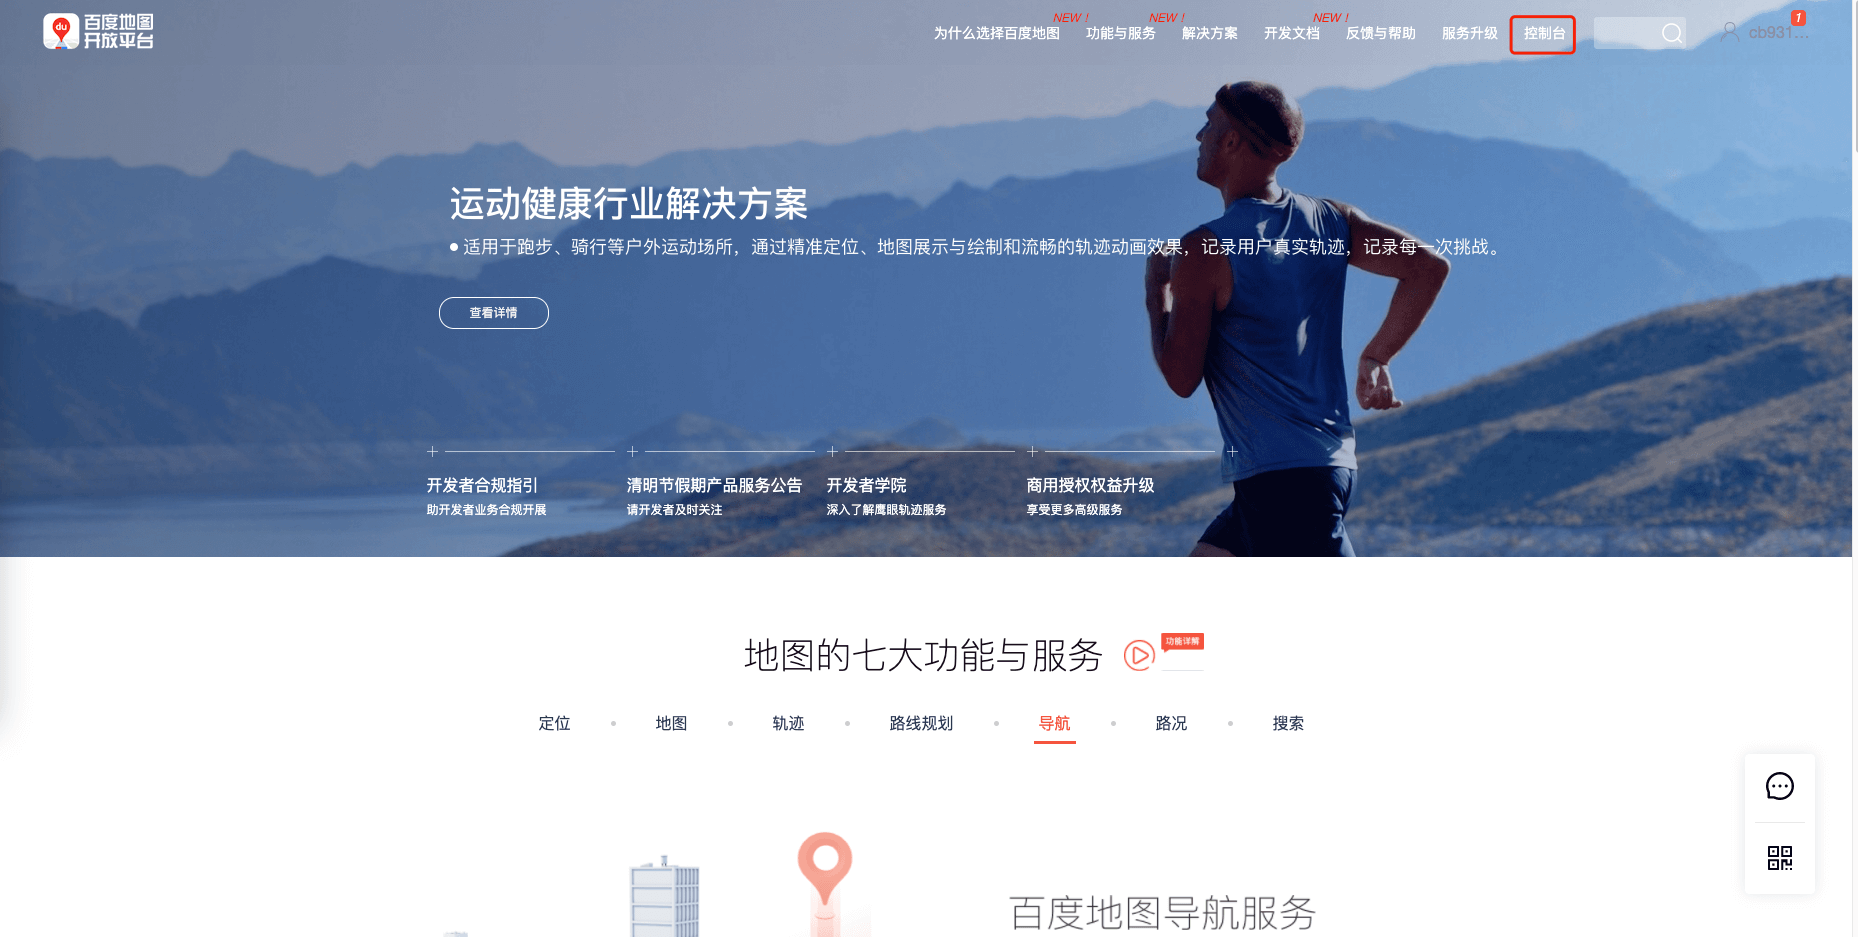 du 百度地图
开放平台
NEW ! NEW ! NEW ! 1
为什么选择百度地图 功能与服务 解决方案 开发文档 反馈与帮助 服务升级 控制台 cb931...
运动健康行业解决方案
适用于跑步、骑行等户外运动场所，通过精准定位、地图展示与绘制和流畅的轨迹动画效果，记录用户真实轨迹，记录每一次挑战。
查看详情
开发者合规指引 清明节假期产品服务公告 开发者学院 商用授权权益升级
助开发者业务合规开展 请开发者及时关注 深入了解鹰眼轨迹服务 享受更多高级服务
地图的七大功能与服务 功能详解
定位 地图 轨迹 路线规划 导航 路况 搜索
百度地图导航服务